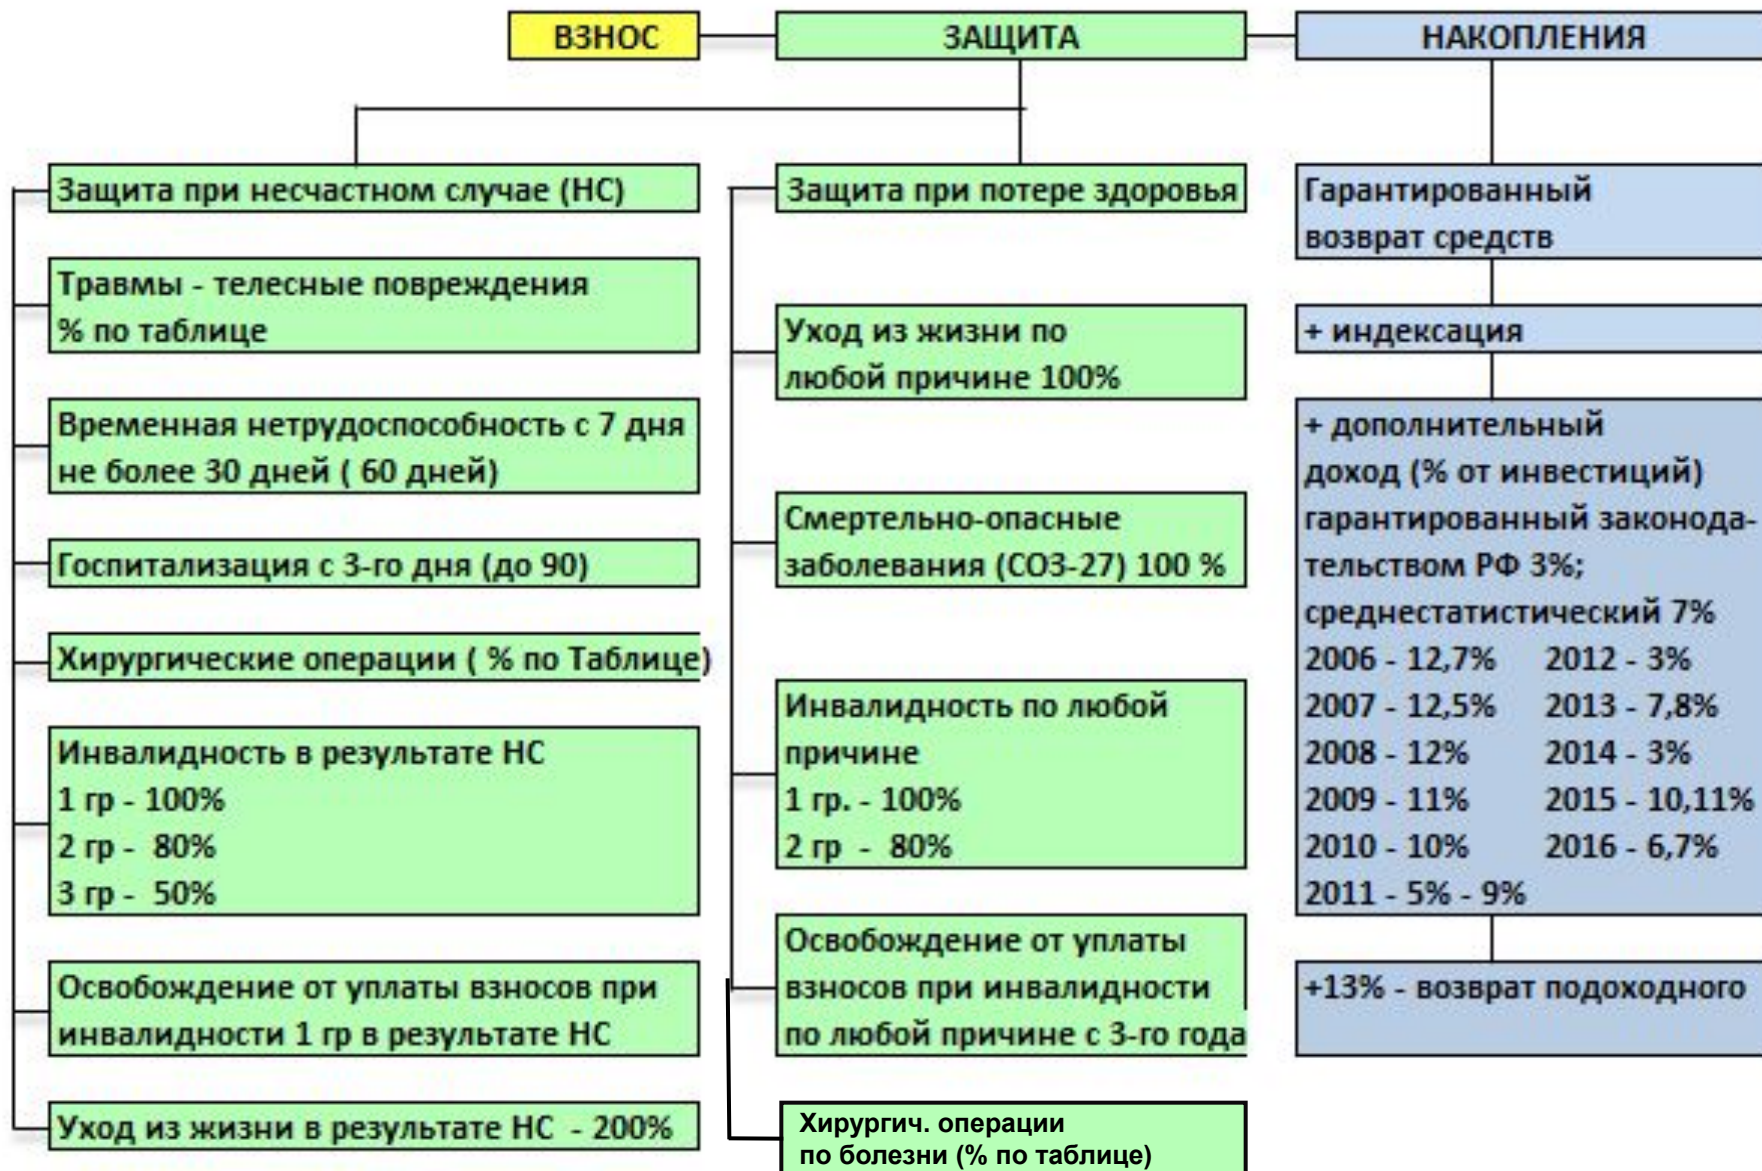 ВЗНОС
ЗАЩИТА
НАКОПЛЕНИЯ
Защита при несчастном случае (НС)
Травмы - телесные повреждения
% по таблице
Временная нетрудоспособность с 7 дня
не более 30 дней ( 60 дней)
Госпитализация с 3-го дня (до 90)
Хирургические операции ( % по Таблице)
Инвалидность в результате НС
1 гр - 100%
2 гр - 80%
3 гр - 50%
Освобождение от уплаты взносов при
инвалидности 1 гр в результате НС
Уход из жизни в результате НС - 200%
Защита при потере здоровья
Уход из жизни по
любой причине 100%
Смертельно-опасные
заболевания (СОЗ-27) 100 %
Инвалидность по любой
причине
1 гр. - 100%
2 гр - 80%
Освобождение от уплаты
взносов при инвалидности
по любой причине с 3-го года
Хирургич. операции
по болезни (% по таблице)
Гарантированный
возврат средств
+ индексация
+ дополнительный
доход (% от инвестиций)
гарантированный законода-
тельством РФ 3%;
среднестатистический 7%
2006 - 12,7% 2012 - 3%
2007 - 12,5% 2013 - 7,8%
2008 - 12% 2014 - 3%
2009 - 11% 2015 - 10,11%
2010 - 10% 2016 - 6,7%
2011 - 5% - 9%
+13% - возврат подоходного